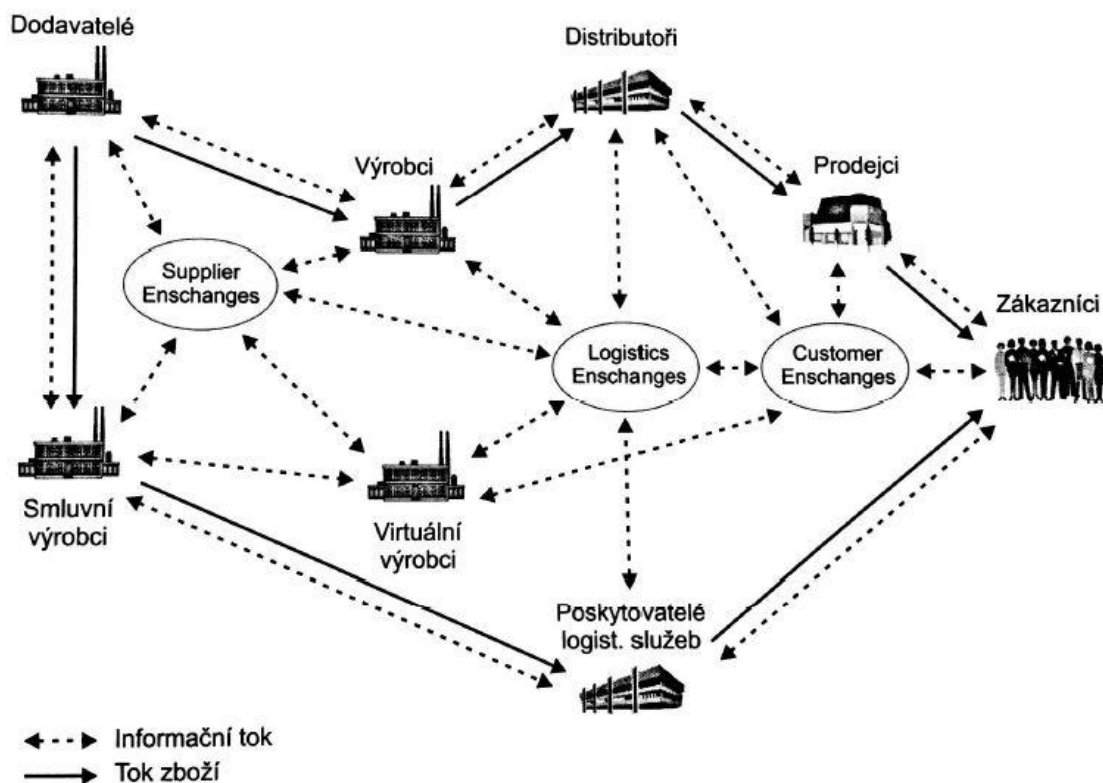 Dodavatelé
Distributoři
Výrobci
Prodejci
Supplier
Enschanges
Zákazníci
Logistics
Enschanges
Customer
Enschanges
Smluvní
výrobci
Virtuální
výrobci
Poskytovatelé
logist. služeb
Informační tok
Tok zboží